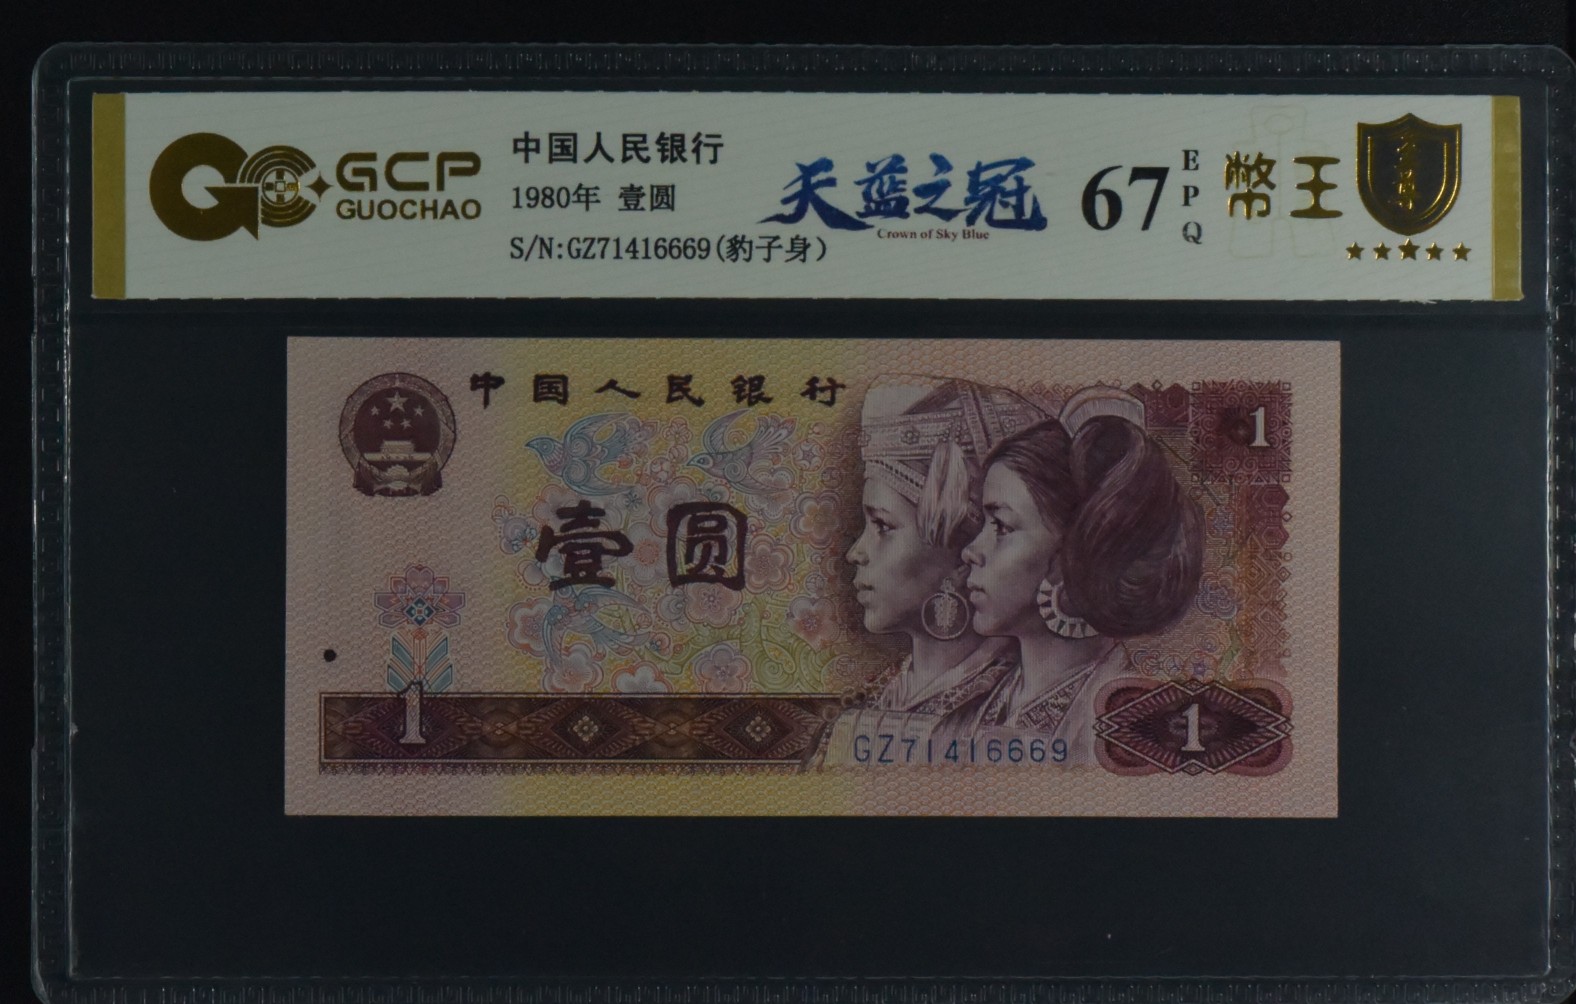 GCP
GUOCHAO
中国人民银行
1980年 壹圆
S/N:GZ71416669(豹子身)
天蓝之冠
Crown of Sky Blue
67
EPQ
幣王
中国人民银行
1
壹圆
1
GZ71416669
1